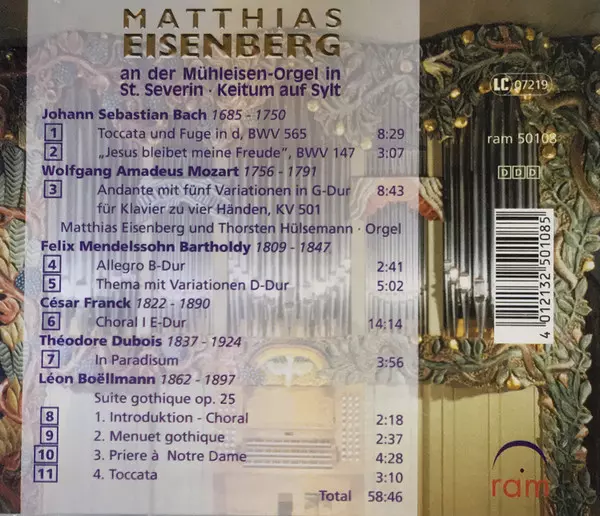 MATTHIAS
EISENBERG
an der Mühleisen-Orgel in
St. Severin · Keitum auf Sylt
Johann Sebastian Bach 1685 - 1750
1 Toccata und Fuge in d, BWV 565 8:29
2 „Jesus bleibet meine Freude“, BWV 147 3:07
Wolfgang Amadeus Mozart 1756 - 1791
3 Andante mit fünf Variationen in G-Dur 8:43
für Klavier zu vier Händen, KV 501
Matthias Eisenberg und Thorsten Hülsemann · Orgel
Felix Mendelssohn Bartholdy 1809 - 1847
4 Allegro B-Dur 2:41
5 Thema mit Variationen D-Dur 5:02
César Franck 1822 - 1890
6 Choral I E-Dur 14:14
Théodore Dubois 1837 - 1924
7 In Paradisum 3:56
Léon Boëllmann 1862 - 1897
Suite gothique op. 25
8 1. Introduktion - Choral 2:18
9 2. Menuet gothique 2:37
10 3. Priere à Notre Dame 4:28
11 4. Toccata 3:10
Total 58:46
LC 07219
ram 50108
DDD
4 012132 501085
ram